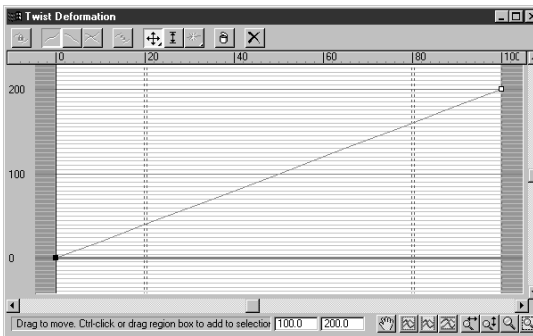 Twist Deformation
0 20 40 60 80 100
200
100
0
Drag to move. Ctrl-click or drag region box to add to selection 100.0 200.0